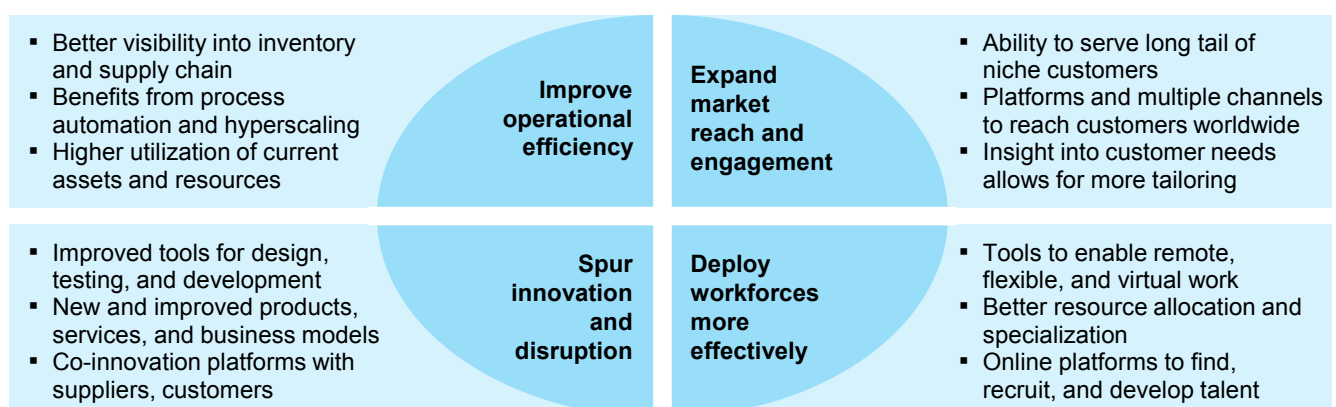 ▪ Better visibility into inventory
and supply chain
▪ Benefits from process
automation and hyperscaling
▪ Higher utilization of current
assets and resources
Improve
operational
efficiency
Expand
market
reach and
engagement
▪ Ability to serve long tail of
niche customers
▪ Platforms and multiple channels
to reach customers worldwide
▪ Insight into customer needs
allows for more tailoring
▪ Improved tools for design,
testing, and development
▪ New and improved products,
services, and business models
▪ Co-innovation platforms with
suppliers, customers
Spur
innovation
and
disruption
Deploy
workforces
more
effectively
▪ Tools to enable remote,
flexible, and virtual work
▪ Better resource allocation and
specialization
▪ Online platforms to find,
recruit, and develop talent